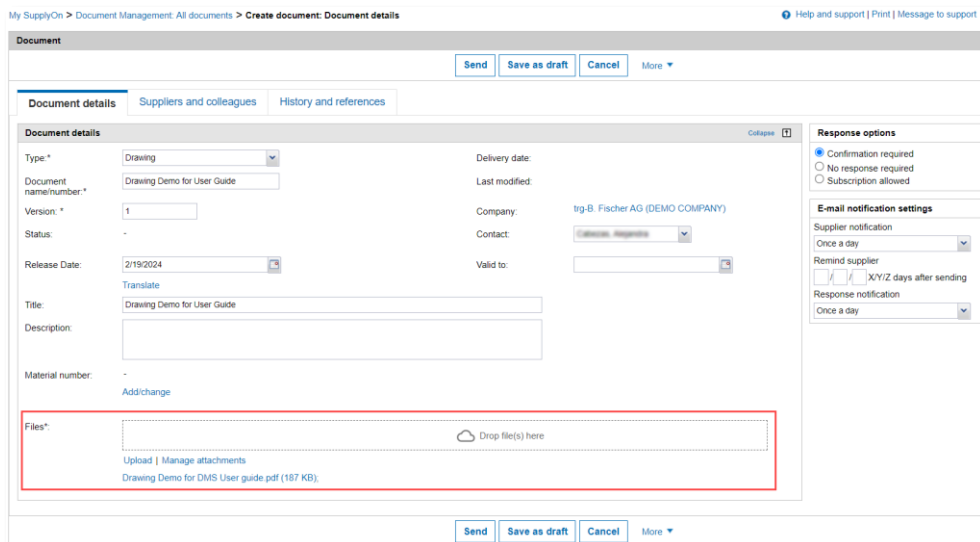 My SupplyOn > Document Management: All documents > Create document: Document details
Help and support | Print | Message to support
Document
Send Save as draft Cancel More
Document details Suppliers and colleagues History and references
Document details Collapse
Type:* Drawing
Delivery date:
Document name/number:* Drawing Demo for User Guide
Last modified:
Version: * 1
Company: trg-B. Fischer AG (DEMO COMPANY)
Status: -
Contact:
Release Date: 2/19/2024
Valid to:
Translate
Title: Drawing Demo for User Guide
Description:
Material number: -
Add/change
Files*:
Drop file(s) here
Upload | Manage attachments
Drawing Demo for DMS User guide.pdf (187 KB);
Response options
Confirmation required
No response required
Subscription allowed
E-mail notification settings
Supplier notification
Once a day
Remind supplier
/ / X/Y/Z days after sending
Response notification
Once a day
Send Save as draft Cancel More